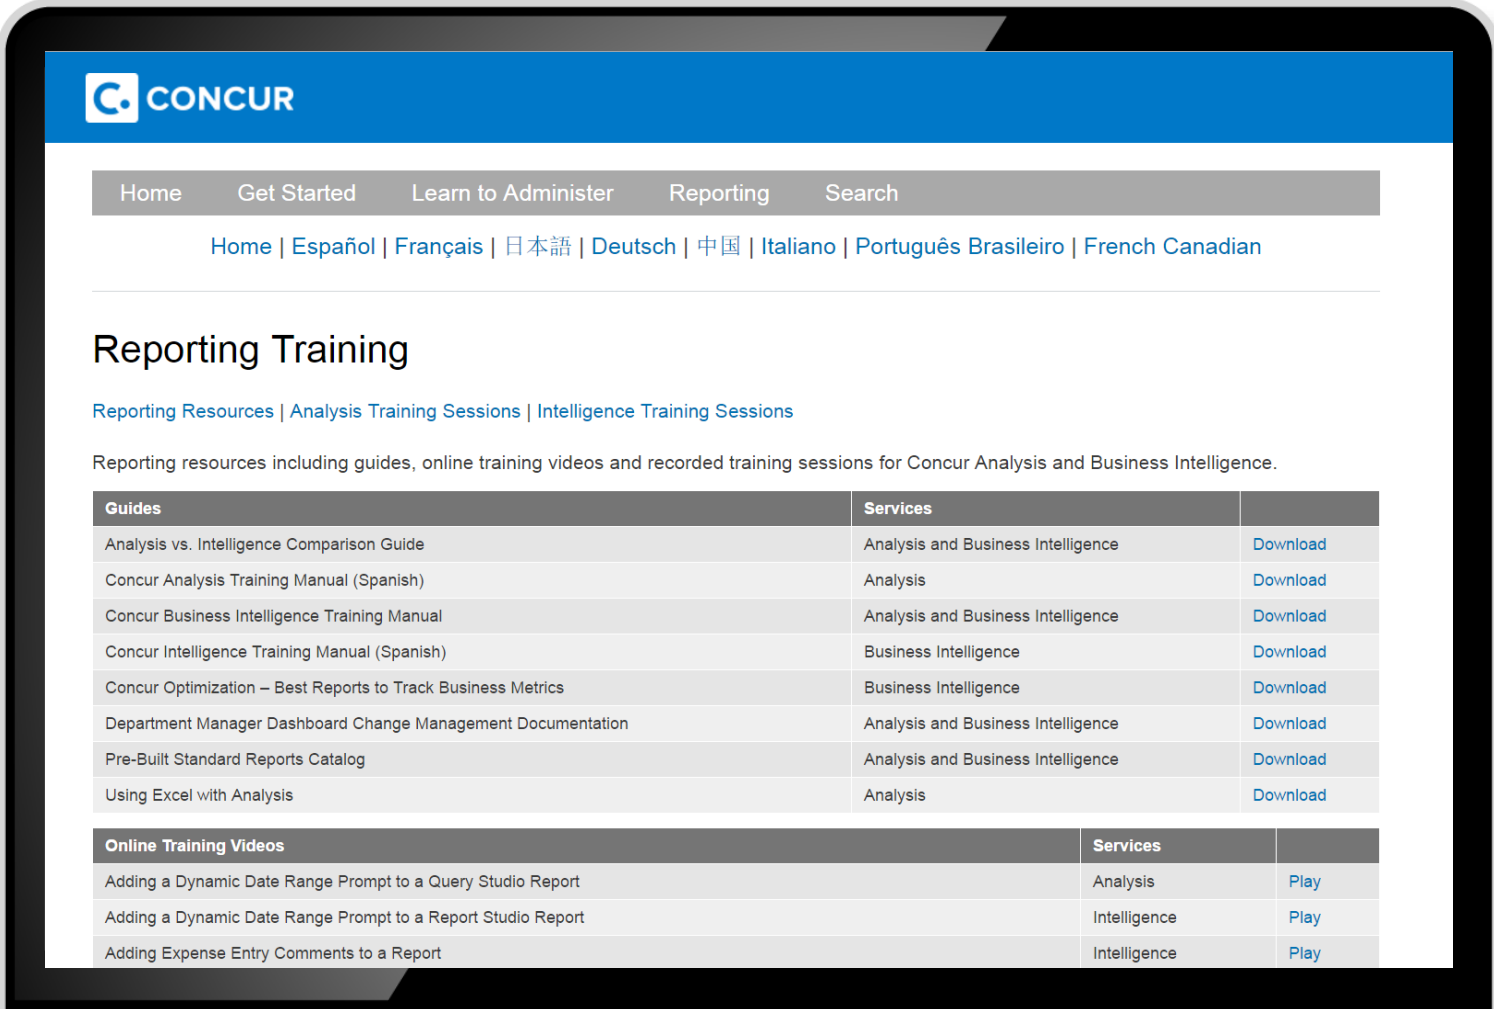 C. CONCUR
Home Get Started Learn to Administer Reporting Search
Home | Español | Français | 日本語 | Deutsch | 中国 | Italiano | Português Brasileiro | French Canadian
Reporting Training
Reporting Resources | Analysis Training Sessions | Intelligence Training Sessions
Reporting resources including guides, online training videos and recorded training sessions for Concur Analysis and Business Intelligence.
Guides Services
Analysis vs. Intelligence Comparison Guide Analysis and Business Intelligence Download
Concur Analysis Training Manual (Spanish) Analysis Download
Concur Business Intelligence Training Manual Analysis and Business Intelligence Download
Concur Intelligence Training Manual (Spanish) Business Intelligence Download
Concur Optimization – Best Reports to Track Business Metrics Business Intelligence Download
Department Manager Dashboard Change Management Documentation Analysis and Business Intelligence Download
Pre-Built Standard Reports Catalog Analysis and Business Intelligence Download
Using Excel with Analysis Analysis Download
Online Training Videos Services
Adding a Dynamic Date Range Prompt to a Query Studio Report Analysis Play
Adding a Dynamic Date Range Prompt to a Report Studio Report Intelligence Play
Adding Expense Entry Comments to a Report Intelligence Play